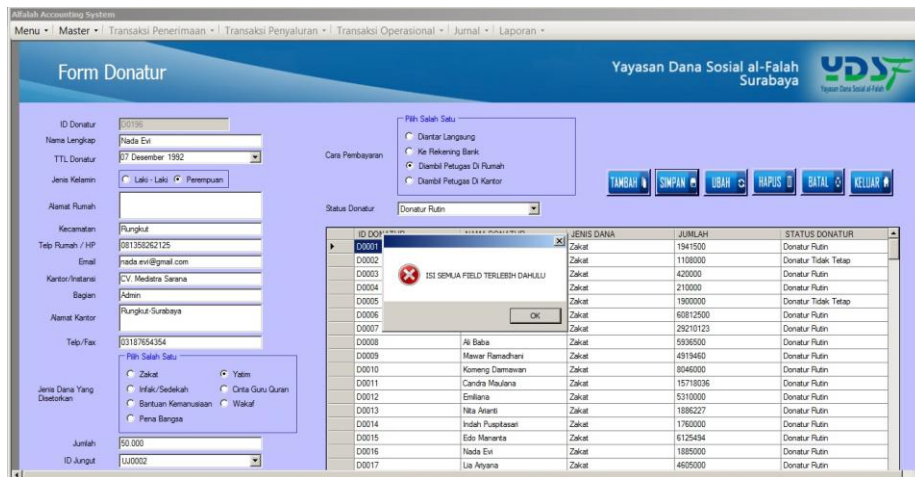 Alfalah Accounting System
Menu Master Transaksi Penerimaan Transaksi Penyaluran Transaksi Operasional Jurnal Laporan
Form Donatur
Yayasan Dana Sosial al-Falah
Surabaya
YDSF
Yayasan Dana Sosial al-Falah
ID Donatur D0196
Nama Lengkap Nada Evi
TTL Donatur 07 Desember 1992
Jenis Kelamin Laki - Laki Perempuan
Alamat Rumah
Kecamatan Rungkut
Telp Rumah / HP 081358262125
Email nada.evi@gmail.com
Kantor/Instansi CV. Medistra Sarana
Bagian Admin
Alamat Kantor Rungkut-Surabaya
Telp/Fax 03187654354
Jenis Dana Yang Disetorkan
Pilih Salah Satu
Zakat Yatim
Infak/Sedekah Cinta Guru Quran
Bantuan Kemanusiaan Wakaf
Pena Bangsa
Jumlah 50.000
ID Jungut UJ0002
Cara Pembayaran
Pilih Salah Satu
Diantar Langsung
Ke Rekening Bank
Diambil Petugas Di Rumah
Diambil Petugas Di Kantor
Status Donatur Donatur Rutin
TAMBAH SIMPAN UBAH HAPUS BATAL KELUAR
ID DONATUR NAMA DONATUR JENIS DANA JUMLAH STATUS DONATUR
D0001 Zakat 1941500 Donatur Rutin
D0002 Zakat 1108000 Donatur Tidak Tetap
D0003 Zakat 420000 Donatur Rutin
D0004 Zakat 210000 Donatur Rutin
D0005 Zakat 1900000 Donatur Tidak Tetap
D0006 Zakat 60812500 Donatur Rutin
D0007 Zakat 29210123 Donatur Rutin
D0008 Ali Baba Zakat 5936500 Donatur Rutin
D0009 Mawar Ramadhani Zakat 4919460 Donatur Rutin
D0010 Komeng Darmawan Zakat 8046000 Donatur Rutin
D0011 Candra Maulana Zakat 15718036 Donatur Rutin
D0012 Emiliana Zakat 5310000 Donatur Rutin
D0013 Nita Arianti Zakat 1886227 Donatur Rutin
D0014 Indah Puspitasari Zakat 1760000 Donatur Rutin
D0015 Edo Mananta Zakat 6125494 Donatur Rutin
D0016 Nada Evi Zakat 1885000 Donatur Rutin
D0017 Lia Ariyana Zakat 4605000 Donatur Rutin
ISI SEMUA FIELD TERLEBIH DAHULU
OK